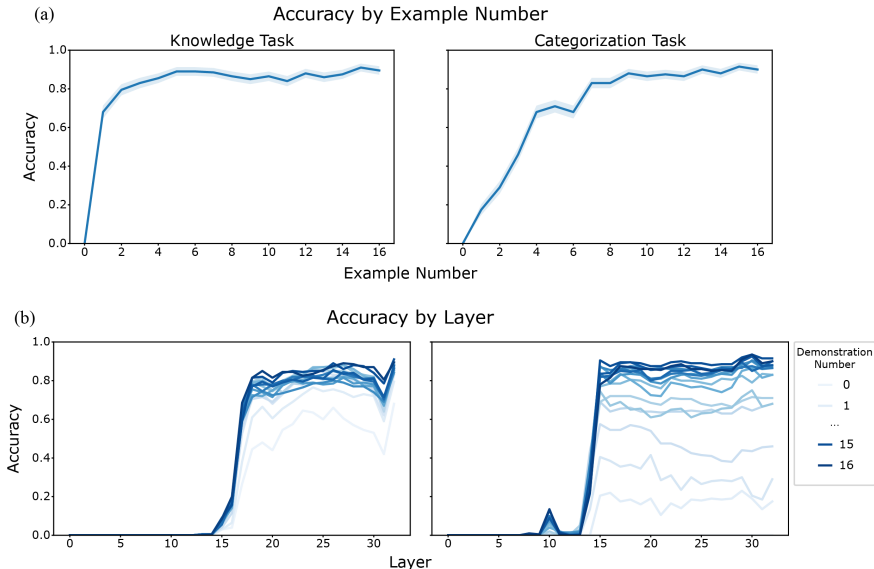 (a)
Accuracy by Example Number
Knowledge Task
Categorization Task
1.0
0.8
0.6
0.4
0.2
0.0
Accuracy
0 2 4 6 8 10 12 14 16
0 2 4 6 8 10 12 14 16
Example Number
(b)
Accuracy by Layer
1.0
0.8
0.6
0.4
0.2
0.0
Accuracy
0 5 10 15 20 25 30
0 5 10 15 20 25 30
Layer
Demonstration
Number
0
1
...
15
16